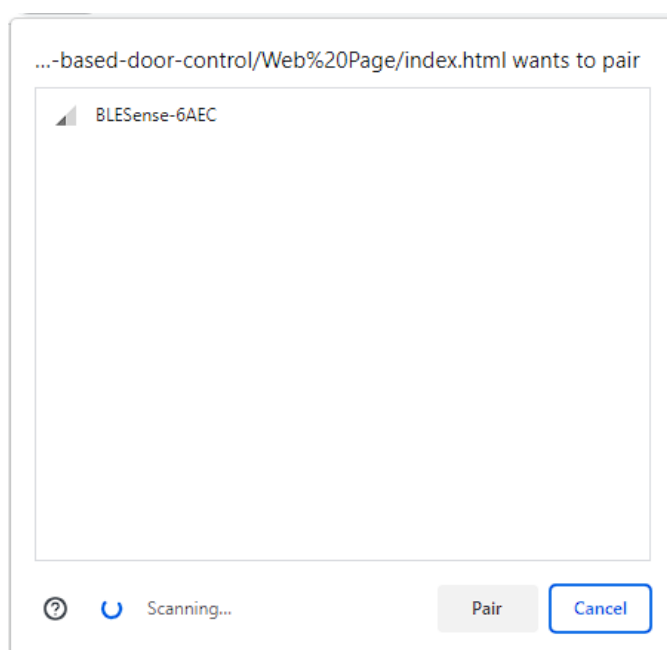 ...-based-door-control/Web%20Page/index.html wants to pair
BLESense-6AEC
Scanning...
Pair
Cancel